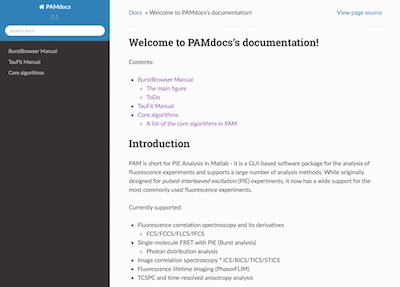 PAMdocs
0.1
Search docs
BurstBrowser Manual
TauFit Manual
Core algorithms
Docs » Welcome to PAMdocs's documentation!
View page source
Welcome to PAMdocs's documentation!
Contents:
BurstBrowser Manual
The main figure
ToDo
TauFit Manual
Core algorithms
A list of the core algorithms in PAM
Introduction
PAM is short for PIE Analysis in Matlab - it is a GUI-based software package for the analysis of
fluorescence experiments and supports a large number of analysis methods. While originally
designed for pulsed-interleaved excitation (PIE) experiments, it now has a wide support for the
most commonly used fluorescence experiments.
Currently supported:
Fluorescence correlation spectroscopy and its derivatives
FCS/FCCS/FLCS/fFCS
Single-molecule FRET with PIE (Burst analysis)
Photon distribution analysis
Image correlation spectroscopy * ICS/RICS/TICS/STICS
Fluorescence lifetime imaging (PhasorFLIM)
TCSPC and time-resolved anisotropy analysis